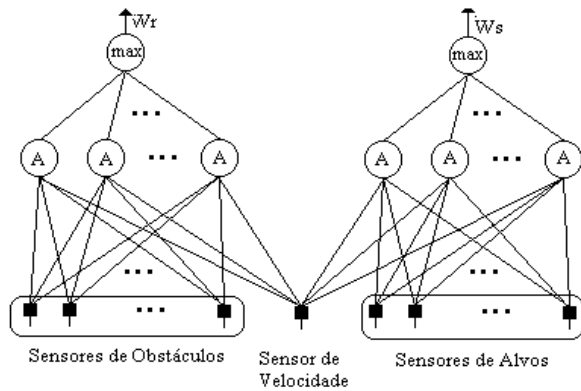 Wr Ws
max max
A A A A A A
Sensores de Obstáculos Sensor de Velocidade Sensores de Alvos